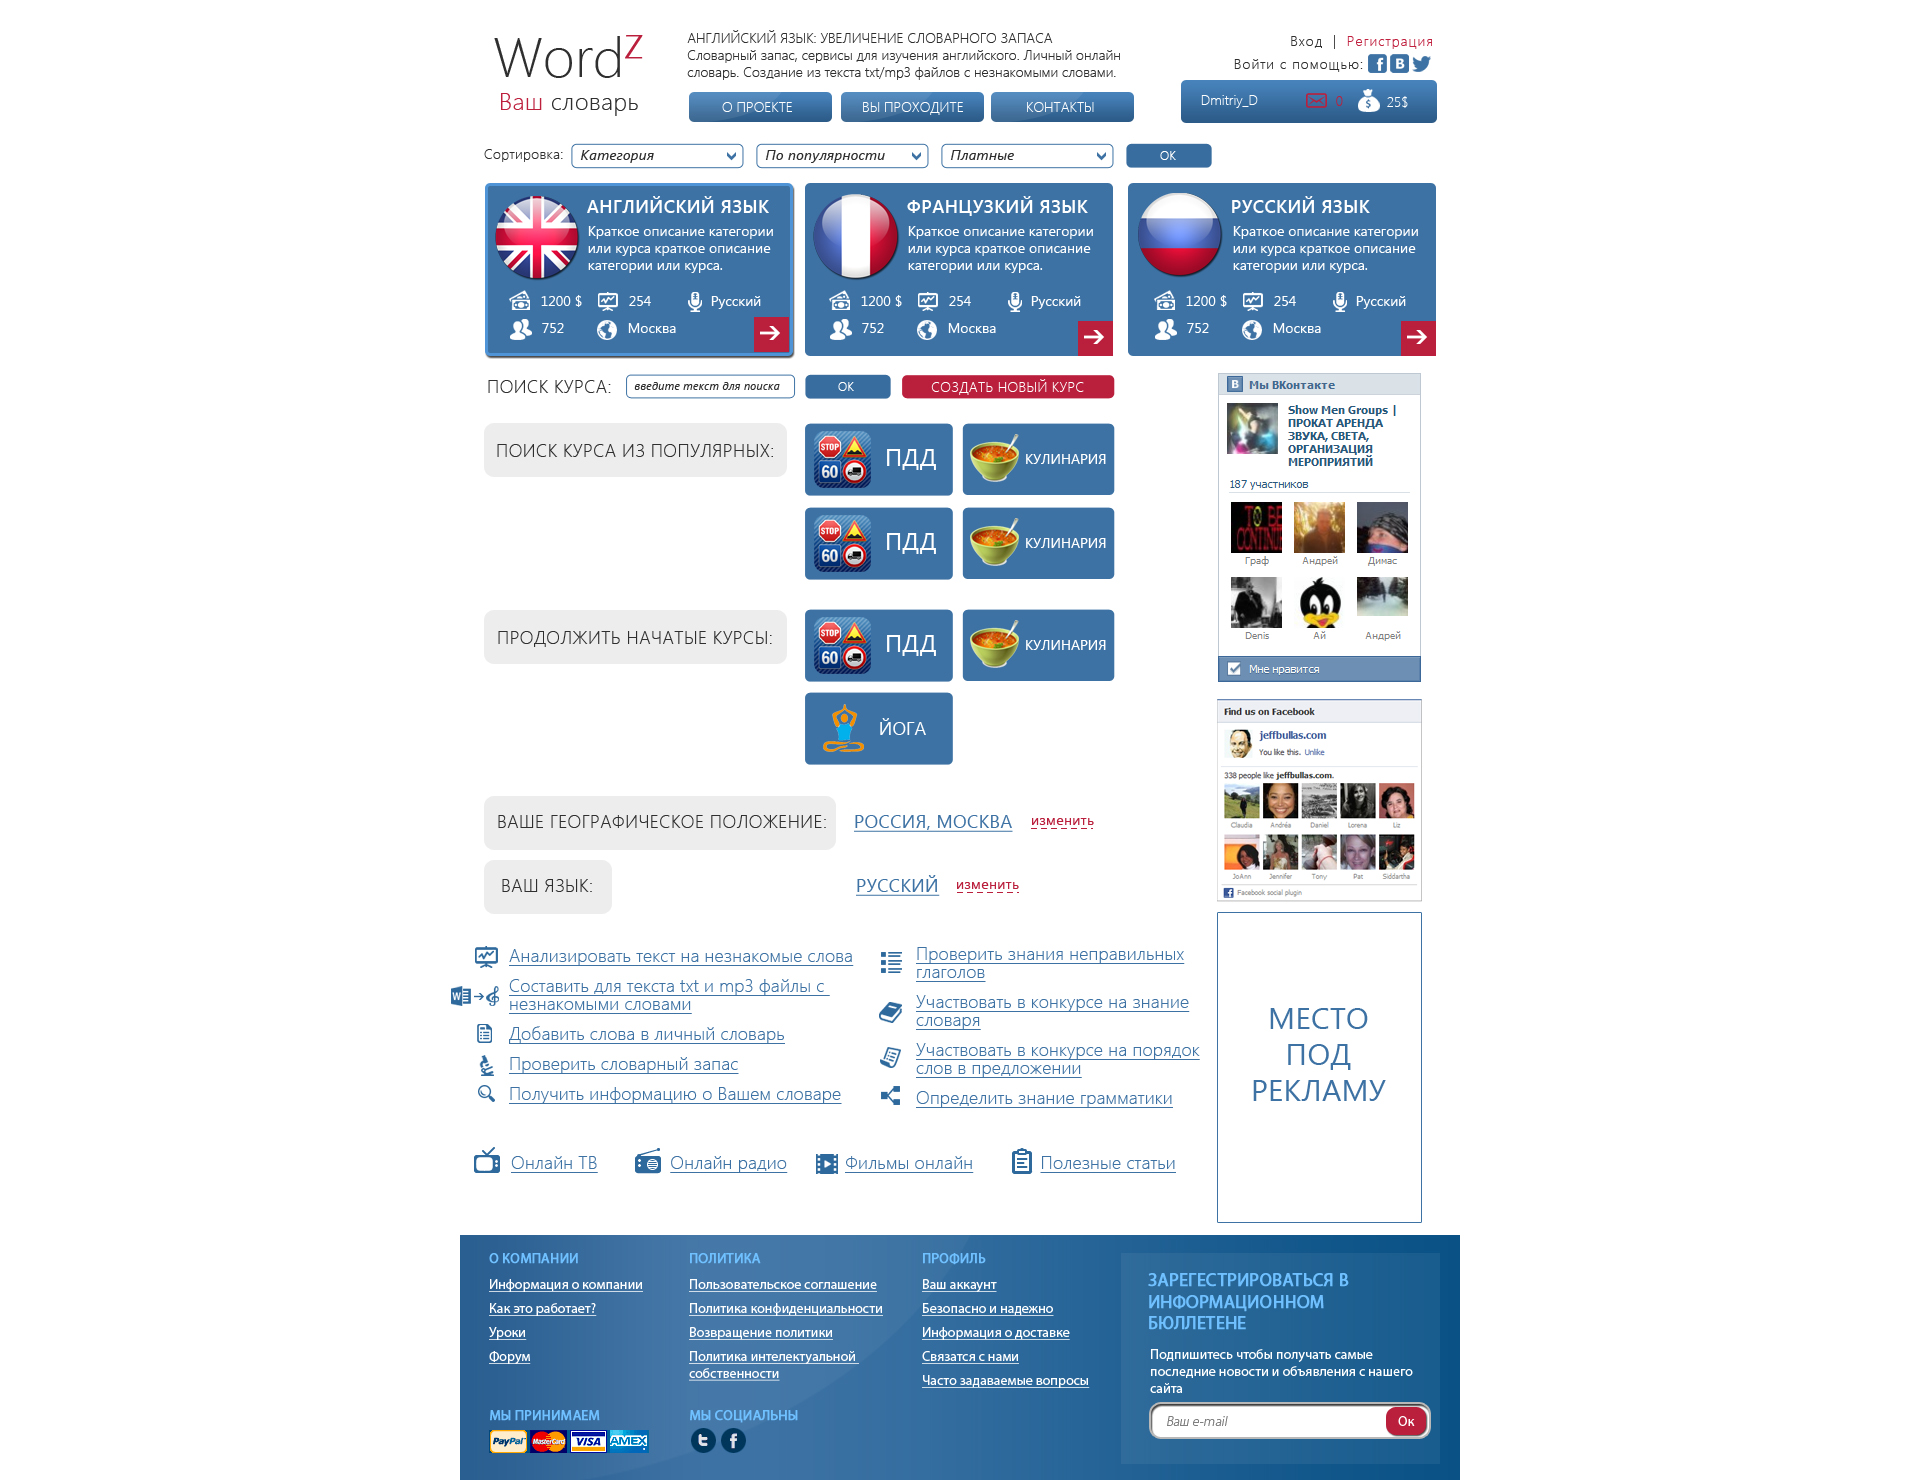 WordZ
Ваш словарь
АНГЛИЙСКИЙ ЯЗЫК: УВЕЛИЧЕНИЕ СЛОВАРНОГО ЗАПАСА
Словарный запас, сервисы для изучения английского. Личный онлайн
словарь. Создание из текста txt/mp3 файлов с незнакомыми словами.
О ПРОЕКТЕ
ВЫ ПРОХОДИТЕ
КОНТАКТЫ
Вход | Регистрация
Войти с помощью:
Dmitriy_D 0 25$
Сортировка: Категория По популярности Платные ОК
АНГЛИЙСКИЙ ЯЗЫК
Краткое описание категории
или курса краткое описание
категории или курса.
1200 $ 254 Русский
752 Москва
ФРАНЦУЗКИЙ ЯЗЫК
Краткое описание категории
или курса краткое описание
категории или курса.
1200 $ 254 Русский
752 Москва
РУССКИЙ ЯЗЫК
Краткое описание категории
или курса краткое описание
категории или курса.
1200 $ 254 Русский
752 Москва
ПОИСК КУРСА: введите текст для поиска ОК СОЗДАТЬ НОВЫЙ КУРС
ПОИСК КУРСА ИЗ ПОПУЛЯРНЫХ:
STOP
60
ПДД
КУЛИНАРИЯ
STOP
60
ПДД
КУЛИНАРИЯ
ПРОДОЛЖИТЬ НАЧАТЫЕ КУРСЫ:
STOP
60
ПДД
КУЛИНАРИЯ
ЙОГА
ВАШЕ ГЕОГРАФИЧЕСКОЕ ПОЛОЖЕНИЕ: РОССИЯ, МОСКВА изменить
ВАШ ЯЗЫК: РУССКИЙ изменить
B Мы ВКонтакте
Show Men Groups |
ПРОКАТ АРЕНДА
ЗВУКА, СВЕТА,
ОРГАНИЗАЦИЯ
МЕРОПРИЯТИЙ
187 участников
TO BE
CONTINUE
Граф Андрей Димас
Denis Ай Андрей
Мне нравится
Find us on Facebook
jeffbullas.com
You like this. Unlike
338 people like jeffbullas.com.
Claudia Andréa Daniel Lorena Liz
JoAnn Jennifer Tony Pat Siddartha
Facebook social plugin
МЕСТО
ПОД
РЕКЛАМУ
Анализировать текст на незнакомые слова
Составить для текста txt и mp3 файлы с
незнакомыми словами
Добавить слова в личный словарь
Проверить словарный запас
Получить информацию о Вашем словаре
Проверить знания неправильных
глаголов
Участвовать в конкурсе на знание
словаря
Участвовать в конкурсе на порядок
слов в предложении
Определить знание грамматики
Онлайн ТВ
Онлайн радио
Фильмы онлайн
Полезные статьи
О КОМПАНИИ
Информация о компании
Как это работает?
Уроки
Форум
ПОЛИТИКА
Пользовательское соглашение
Политика конфиденциальности
Возвращение политики
Политика интелектуальной
собственности
ПРОФИЛЬ
Ваш аккаунт
Безопасно и надежно
Информация о доставке
Связатся с нами
Часто задаваемые вопросы
ЗАРЕГЕСТРИРОВАТЬСЯ В
ИНФОРМАЦИОННОМ
БЮЛЛЕТЕНЕ
Подпишитесь чтобы получать самые
последние новости и объявления с нашего
сайта
Ваш e-mail Ок
МЫ ПРИНИМАЕМ
PayPal MasterCard VISA AMEX
МЫ СОЦИАЛЬНЫ